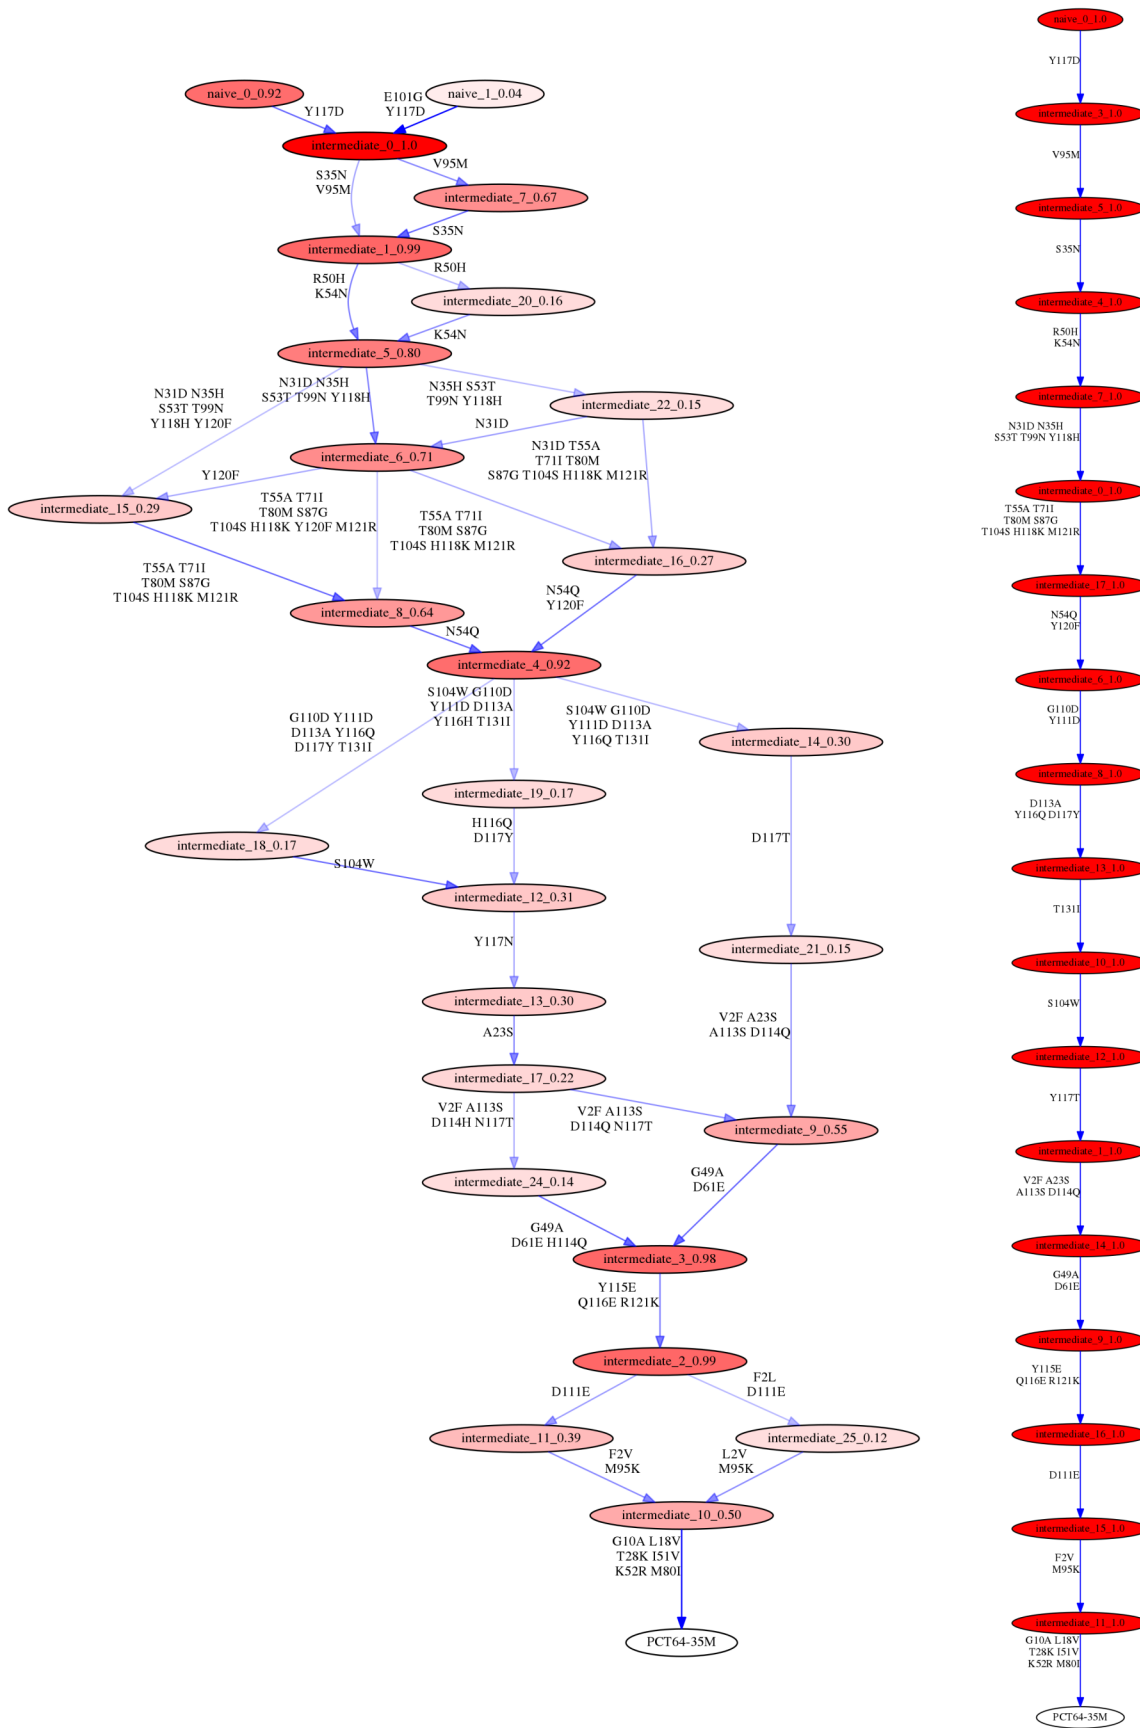 naive_0_0.92
naive_1_0.04
Y117D
E101G
Y117D
intermediate_0_1.0
S35N
V95M
V95M
intermediate_7_0.67
S35N
intermediate_1_0.99
R50H
K54N
R50H
intermediate_20_0.16
K54N
intermediate_5_0.80
N31D N35H
S53T T99N
Y118H Y120F
N31D N35H
S53T T99N Y118H
N35H S53T
T99N Y118H
intermediate_22_0.15
N31D
intermediate_6_0.71
N31D T55A
T71I T80M
S87G T104S H118K M121R
Y120F
intermediate_15_0.29
T55A T71I
T80M S87G
T104S H118K Y120F M121R
T55A T71I
T80M S87G
T104S H118K M121R
intermediate_16_0.27
T55A T71I
T80M S87G
T104S H118K M121R
N54Q
Y120F
intermediate_8_0.64
N54Q
intermediate_4_0.92
G110D Y111D
D113A Y116Q
D117Y T131I
S104W G110D
Y111D D113A
Y116H T131I
S104W G110D
Y111D D113A
Y116Q T131I
intermediate_14_0.30
intermediate_19_0.17
H116Q
D117Y
D117T
intermediate_18_0.17
S104W
intermediate_12_0.31
Y117N
intermediate_21_0.15
intermediate_13_0.30
A23S
V2F A23S
A113S D114Q
intermediate_17_0.22
V2F A113S
D114H N117T
V2F A113S
D114Q N117T
intermediate_9_0.55
intermediate_24_0.14
G49A
D61E
G49A
D61E H114Q
intermediate_3_0.98
Y115E
Q116E R121K
intermediate_2_0.99
D111E
F2L
D111E
intermediate_11_0.39
intermediate_25_0.12
F2V
M95K
L2V
M95K
intermediate_10_0.50
G10A L18V
T28K I51V
K52R M80I
PCT64-35M
naive_0_1.0
Y117D
intermediate_3_1.0
V95M
intermediate_5_1.0
S35N
intermediate_4_1.0
R50H
K54N
intermediate_7_1.0
N31D N35H
S53T T99N Y118H
intermediate_0_1.0
T55A T71I
T80M S87G
T104S H118K M121R
intermediate_17_1.0
N54Q
Y120F
intermediate_6_1.0
G110D
Y111D
intermediate_8_1.0
D113A
Y116Q D117Y
intermediate_13_1.0
T131I
intermediate_10_1.0
S104W
intermediate_12_1.0
Y117T
intermediate_1_1.0
V2F A23S
A113S D114Q
intermediate_14_1.0
G49A
D61E
intermediate_9_1.0
Y115E
Q116E R121K
intermediate_16_1.0
D111E
intermediate_15_1.0
F2V
M95K
intermediate_11_1.0
G10A L18V
T28K I51V
K52R M80I
PCT64-35M